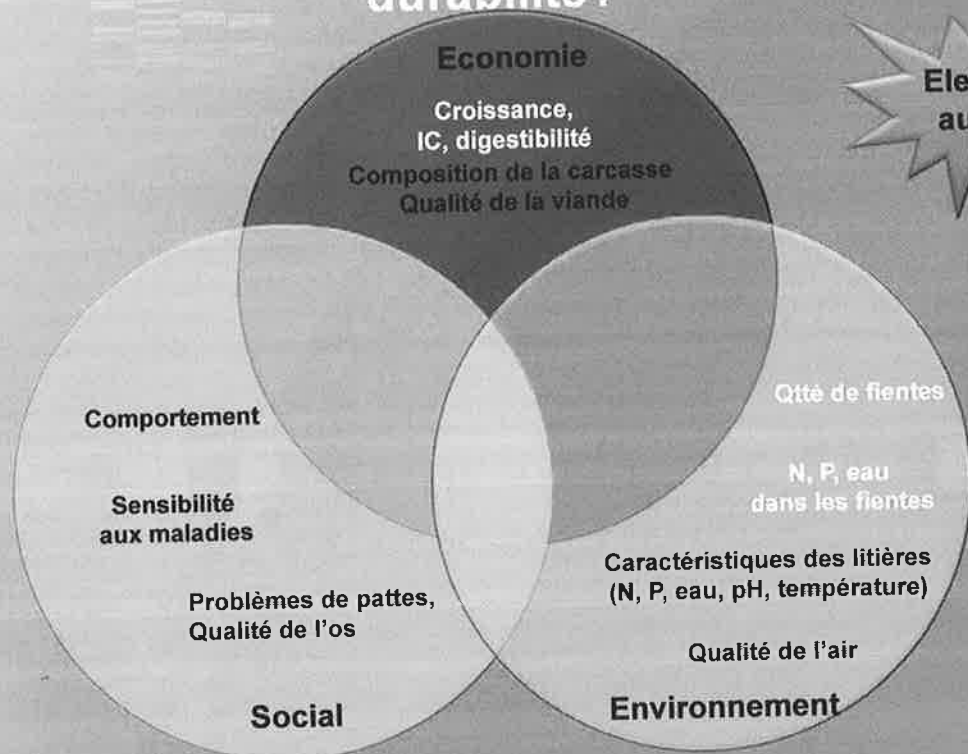 durabilité ?
Economie
Croissance,
IC, digestibilité
Composition de la carcasse
Qualité de la viande
Comportement
Sensibilité
aux maladies
Problèmes de pattes,
Qualité de l'os
Social
Qtté de fientes
N, P, eau
dans les fientes
Caractéristiques des litières
(N, P, eau, pH, température)
Qualité de l'air
Environnement